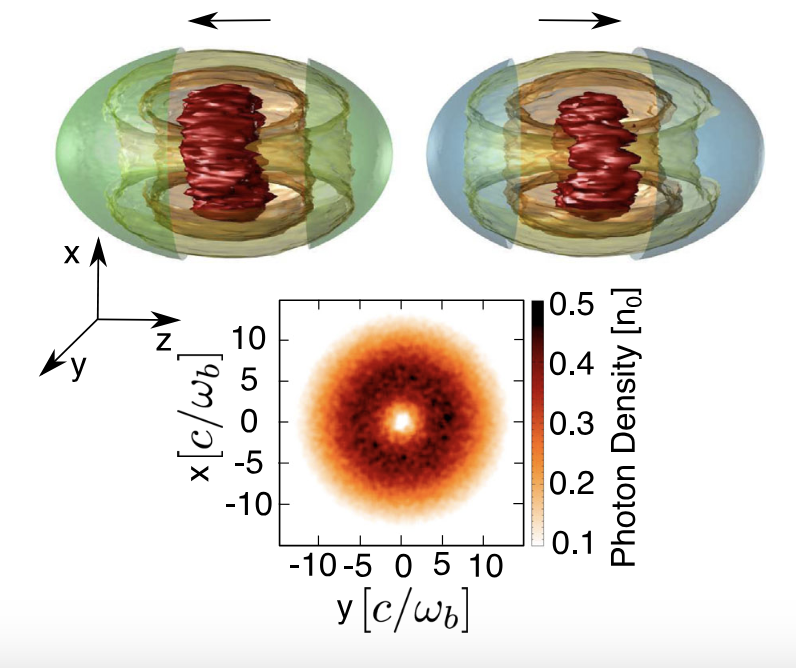 x
z
y
10
5
0
-5
-10
x [c/ω_b]
-10 -5 0 5 10
y [c/ω_b]
0.5
0.4
0.3
0.2
0.1
Photon Density [n_0]